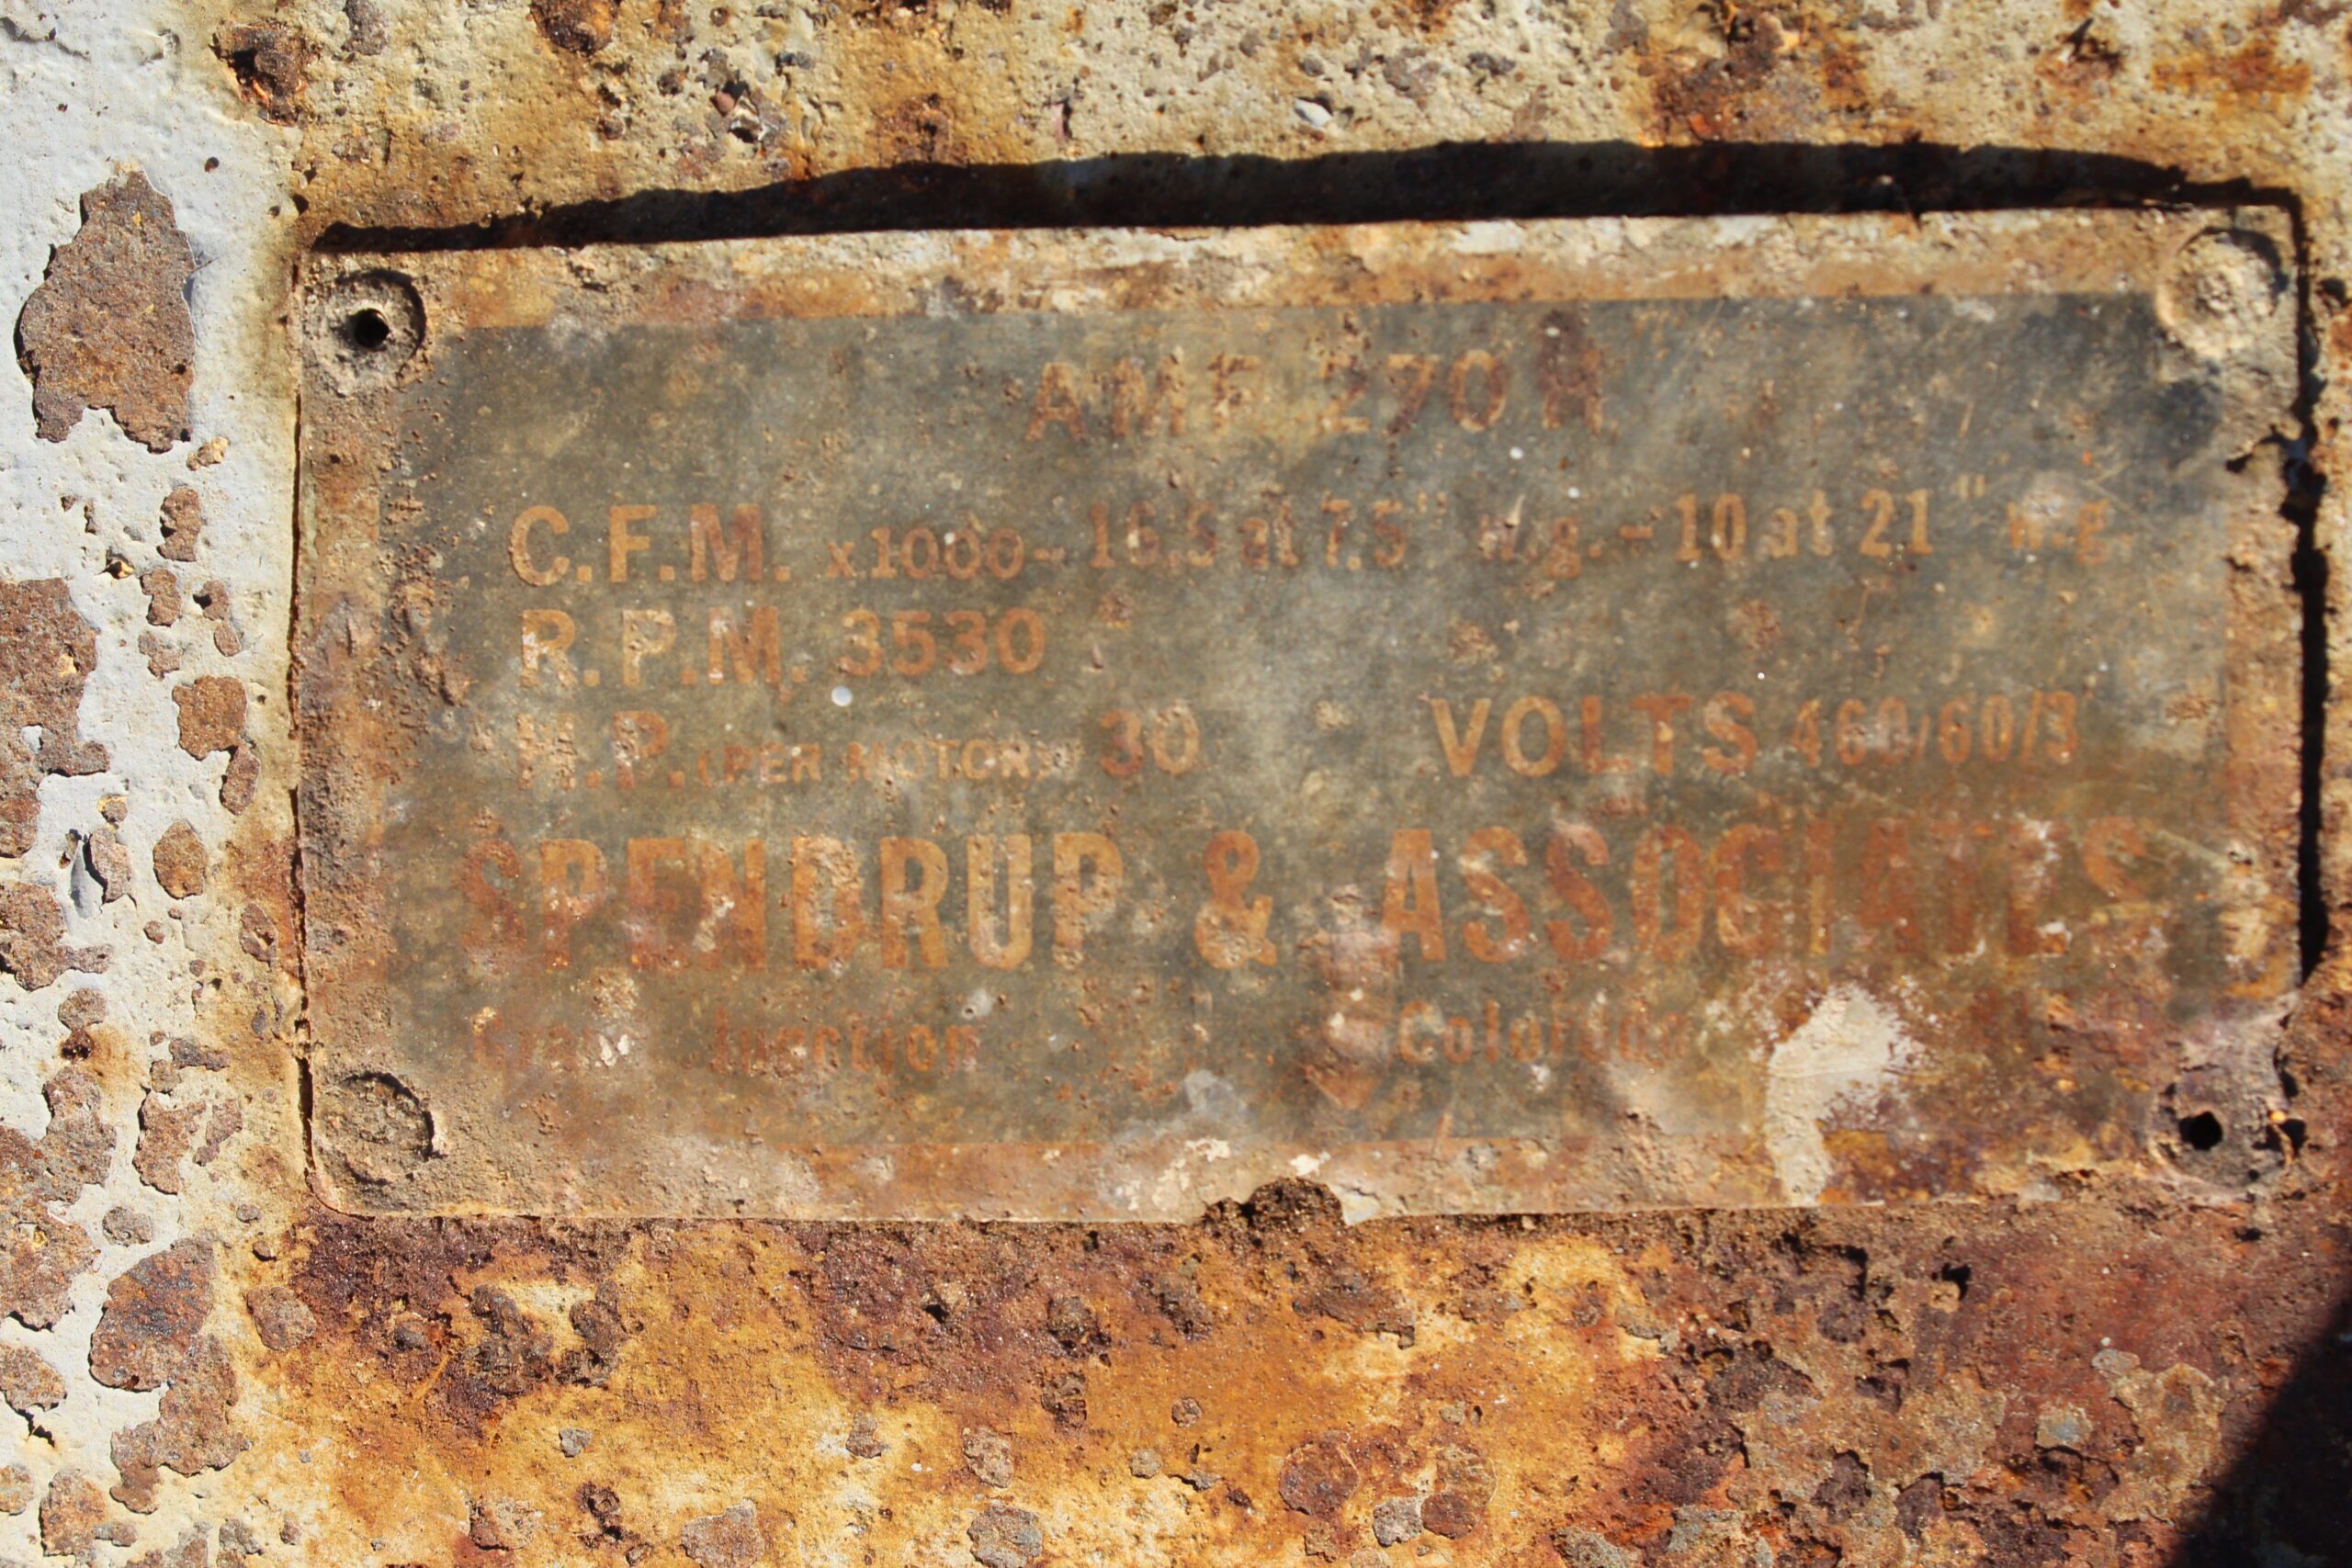 AMF 270 H
C.F.M. x1000- 16.5 at 7.5" w.g. - 10 at 21" w.g.
R.P.M. 3530
H.P. (PER MOTOR) 30 VOLTS 460/60/3
SPENDRUP & ASSOCIATES
Grand Junction Colorado